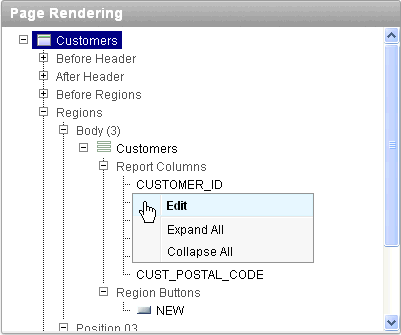 Page Rendering
Customers
Before Header
After Header
Before Regions
Regions
Body (3)
Customers
Report Columns
CUSTOMER_ID
Edit
Expand All
Collapse All
CUST_POSTAL_CODE
Region Buttons
NEW
Position 03